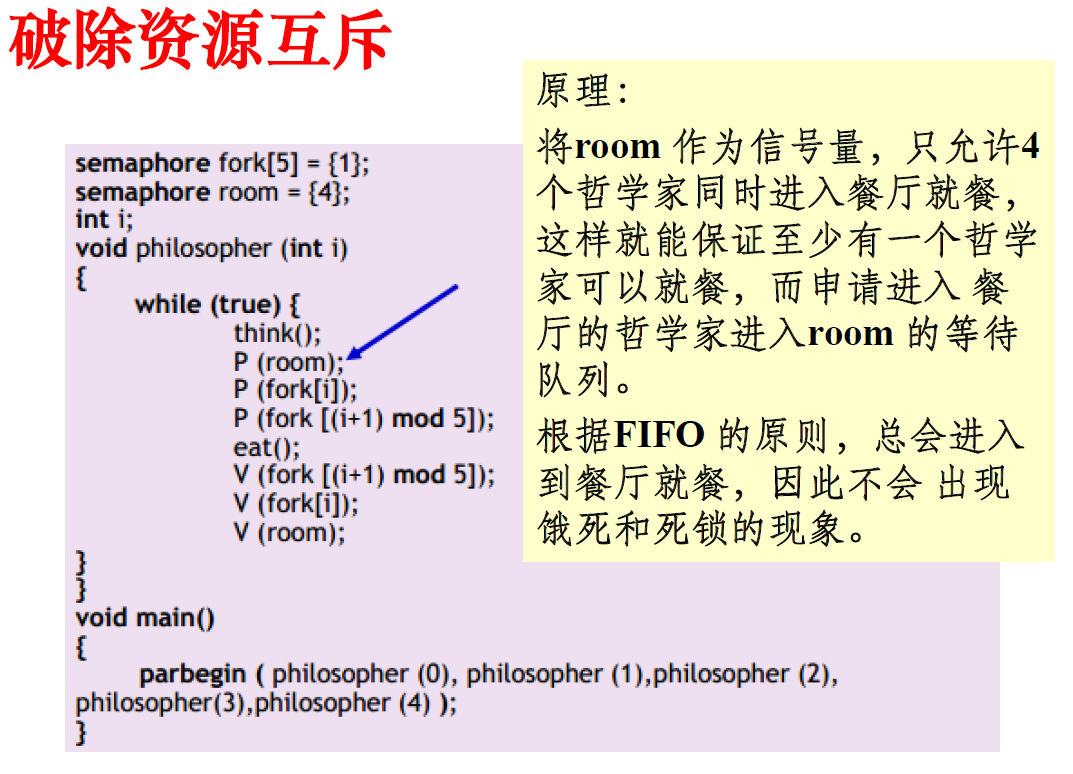 破除资源互斥
原理：
将room 作为信号量，只允许4
个哲学家同时进入餐厅就餐，
这样就能保证至少有一个哲学
家可以就餐，而申请进入 餐
厅的哲学家进入room 的等待
队列。
根据FIFO 的原则，总会进入
到餐厅就餐，因此不会 出现
饿死和死锁的现象。
semaphore fork[5] = {1};
semaphore room = {4};
int i;
void philosopher (int i)
{
while (true) {
think();
P (room);
P (fork[i]);
P (fork [(i+1) mod 5]);
eat();
V (fork [(i+1) mod 5]);
V (fork[i]);
V (room);
}
}
void main()
{
parbegin ( philosopher (0), philosopher (1),philosopher (2),
philosopher(3),philosopher (4) );
}